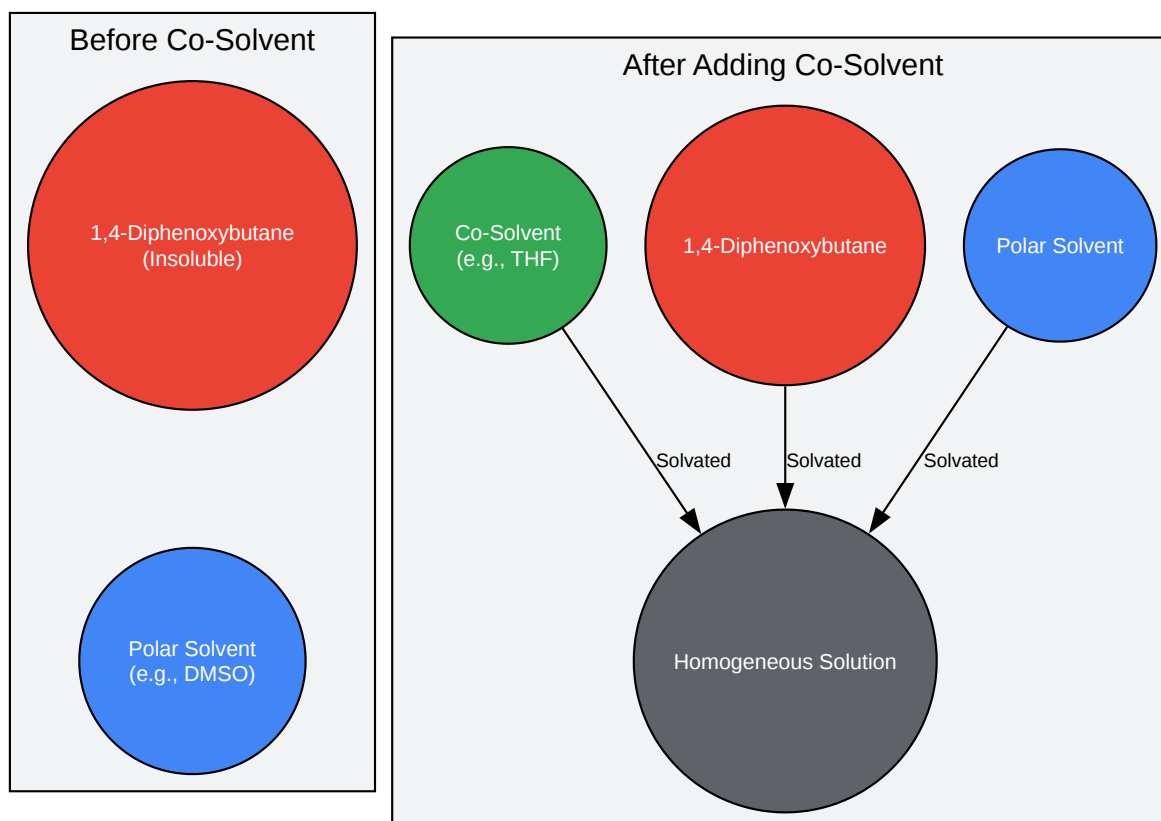 Before Co-Solvent
1,4-Diphenoxybutane
(Insoluble)
Polar Solvent
(e.g., DMSO)
After Adding Co-Solvent
Co-Solvent
(e.g., THF)
1,4-Diphenoxybutane
Polar Solvent
Solvated
Solvated
Solvated
Homogeneous Solution